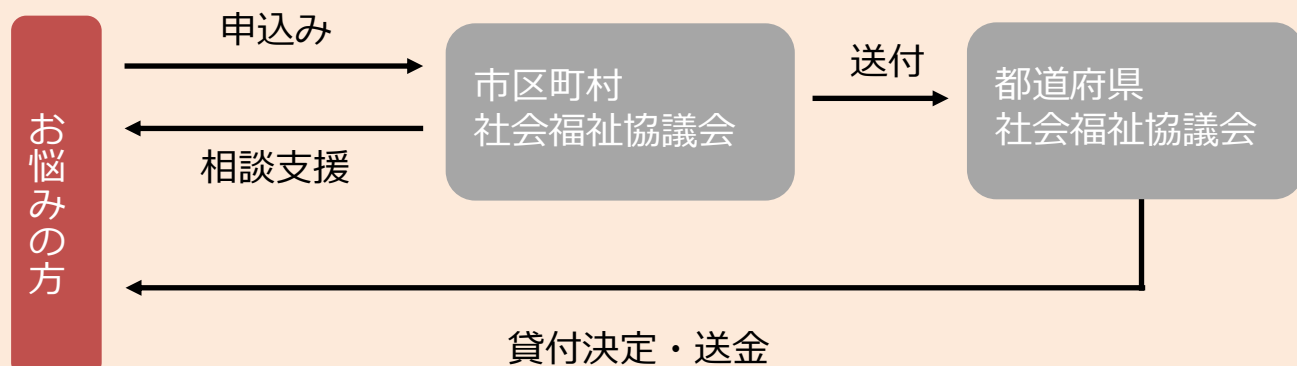 お悩みの方
申込み
相談支援
市区町村
社会福祉協議会
送付
都道府県
社会福祉協議会
貸付決定・送金